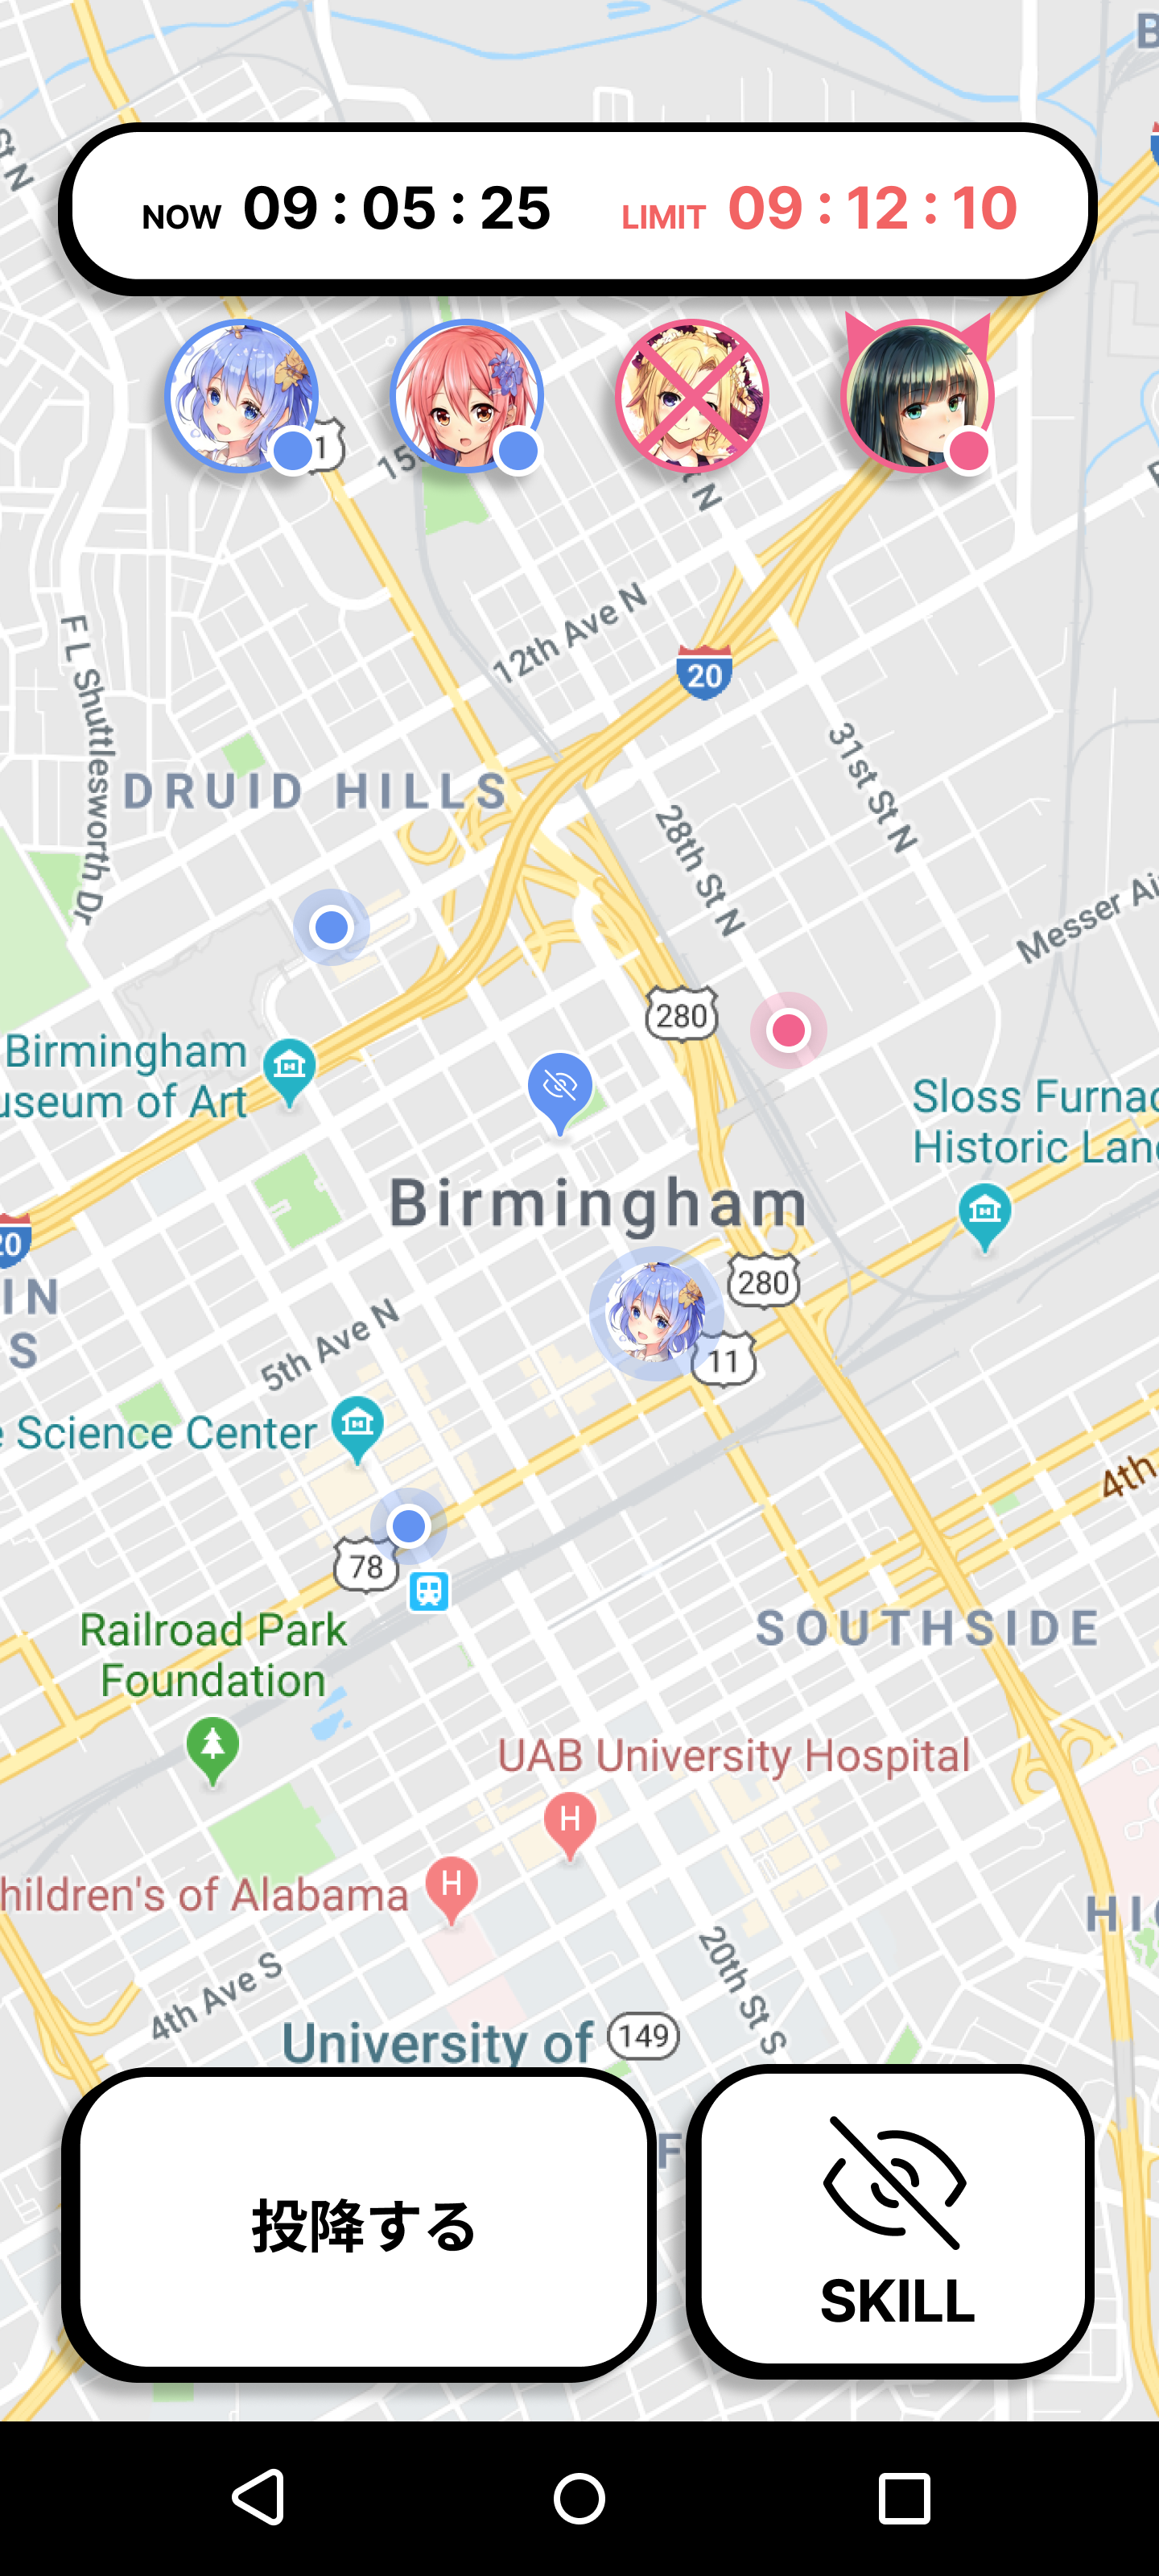 NOW 09 : 05 : 25 LIMIT 09 : 12 : 10
St N
1
15
t N
12th Ave N
20
F L Shuttlesworth Dr
31st St N
DRUID HILLS
28th St N
Messer Ai
280
Birmingham
useum of Art
Sloss Furnac
Historic Lan
Birmingham
20
280
IN
S
5th Ave N
11
e Science Center
4th
78
Railroad Park
Foundation
SOUTHSIDE
UAB University Hospital
H
hildren's of Alabama
H
HI
4th Ave S
20th St S
University of
149
F
投降する
SKILL